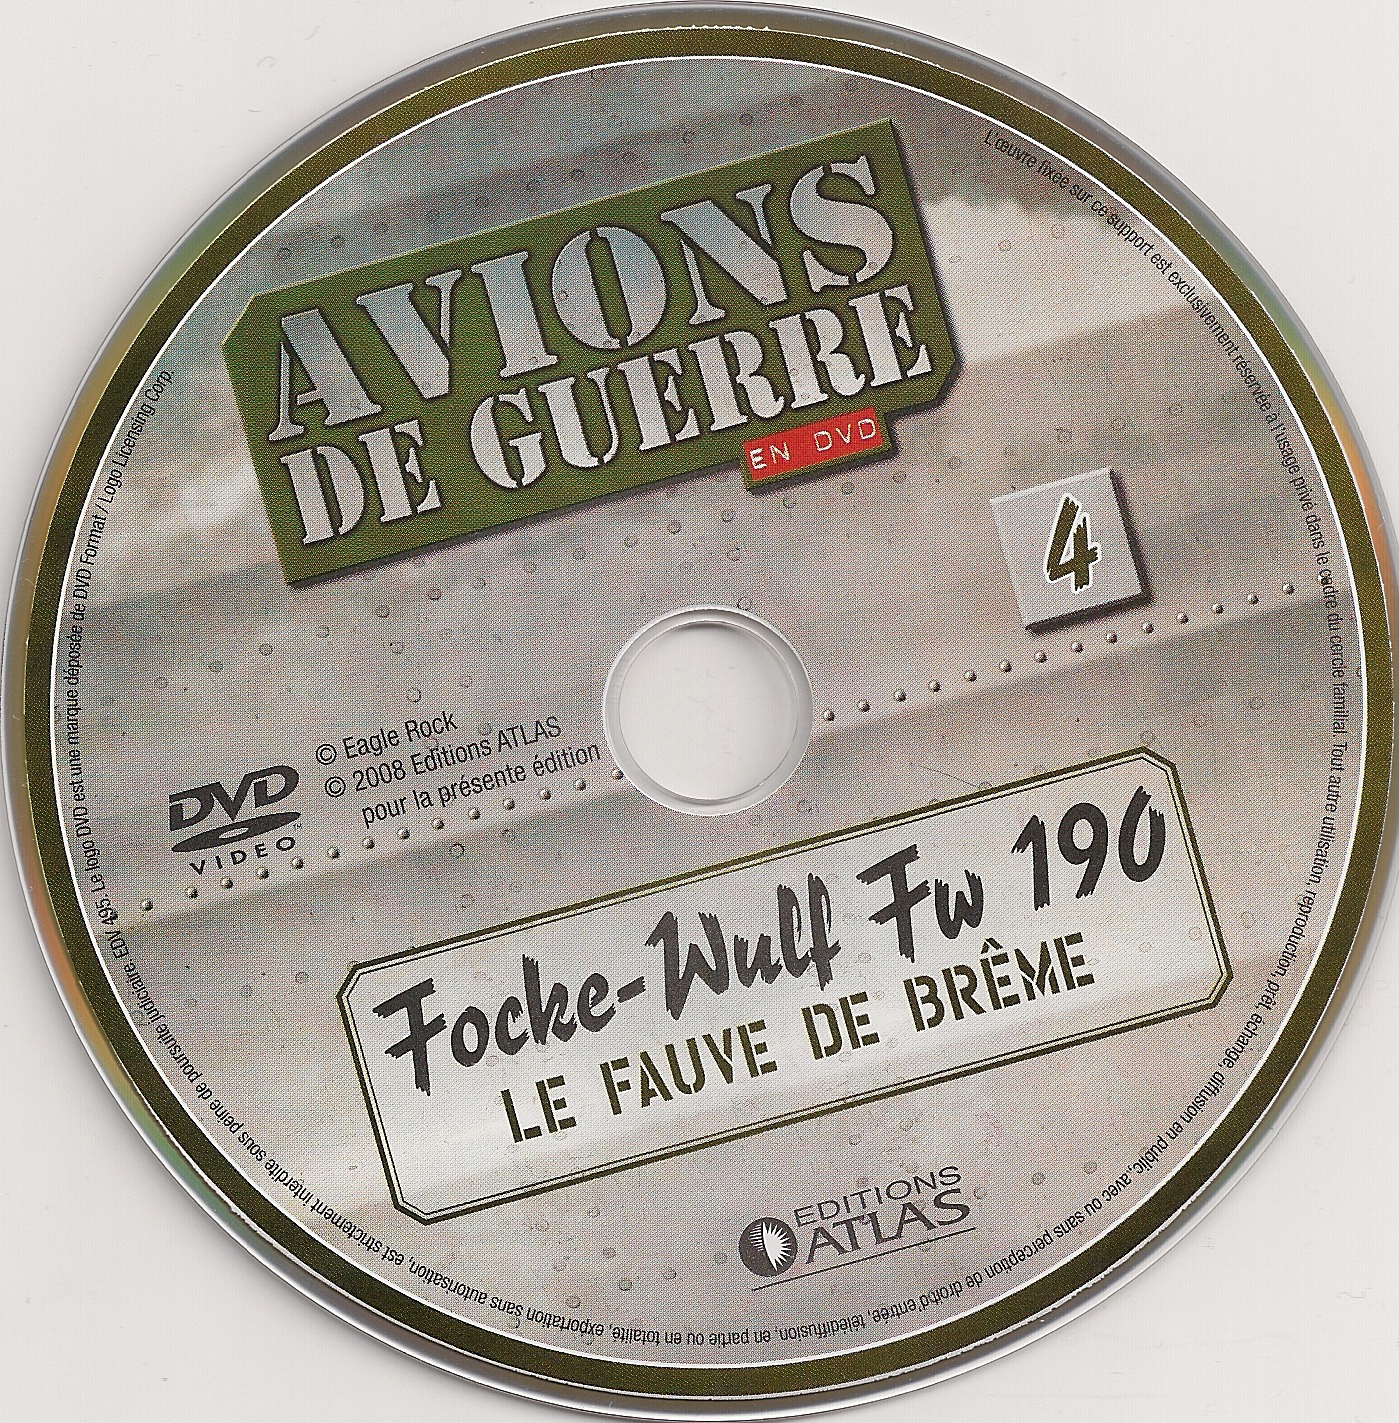 AVIONS
DE GUERRE
EN DVD
4
© Eagle Rock
© 2008 Editions ATLAS
pour la présente édition
DVD
VIDEO
TM
Focke-Wulf Fw 190
LE FAUVE DE BRÊME
EDITIONS
ATLAS
L'œuvre fixée sur ce support est exclusivement réservée à l'usage privé dans le cadre du cercle familial. Tout autre utilisation, reproduction, prêt, échange, diffusion en public, avec ou sans perception de droit d'entrée, télédiffusion, en partie ou en totalité, exportation sans autorisation, est strictement interdite sous peine de poursuite judiciaire. EDV 495. Le logo DVD est une marque déposée de DVD Format / Logo Licensing Corp.